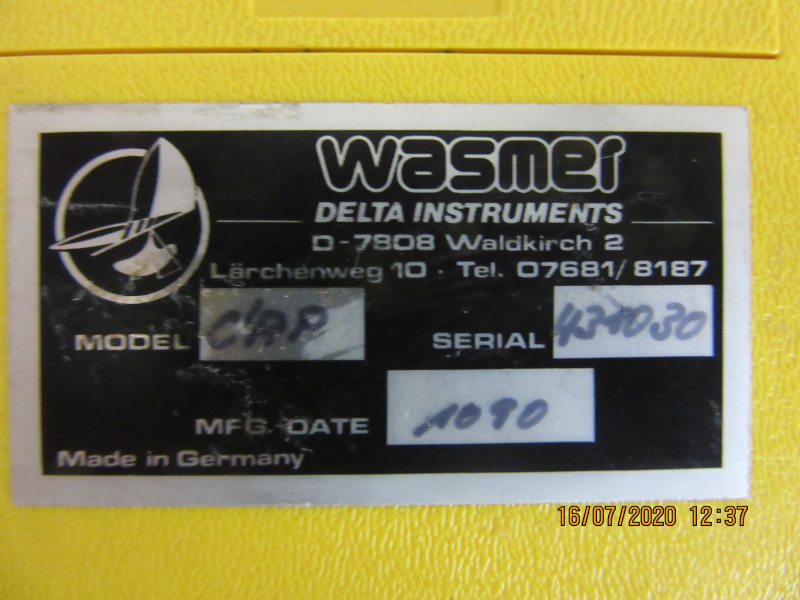 wasmer
DELTA INSTRUMENTS
D-7808 Waldkirch 2
Lärchenweg 10 · Tel. 07681/8187
MODEL
SERIAL 431030
MFG. DATE 1090
Made in Germany
16/07/2020 12:37